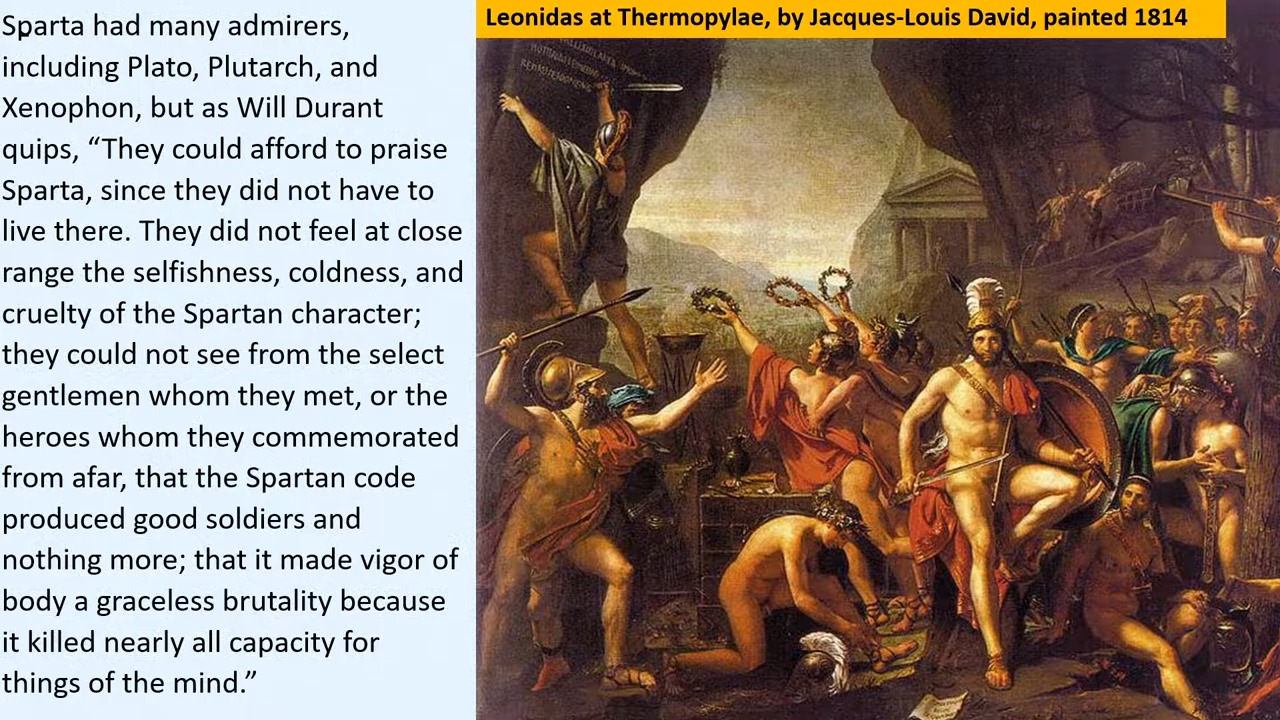 Sparta had many admirers,
including Plato, Plutarch, and
Xenophon, but as Will Durant
quips, “They could afford to praise
Sparta, since they did not have to
live there. They did not feel at close
range the selfishness, coldness, and
cruelty of the Spartan character;
they could not see from the select
gentlemen whom they met, or the
heroes whom they commemorated
from afar, that the Spartan code
produced good soldiers and
nothing more; that it made vigor of
body a graceless brutality because
it killed nearly all capacity for
things of the mind.”
Leonidas at Thermopylae, by Jacques-Louis David, painted 1814